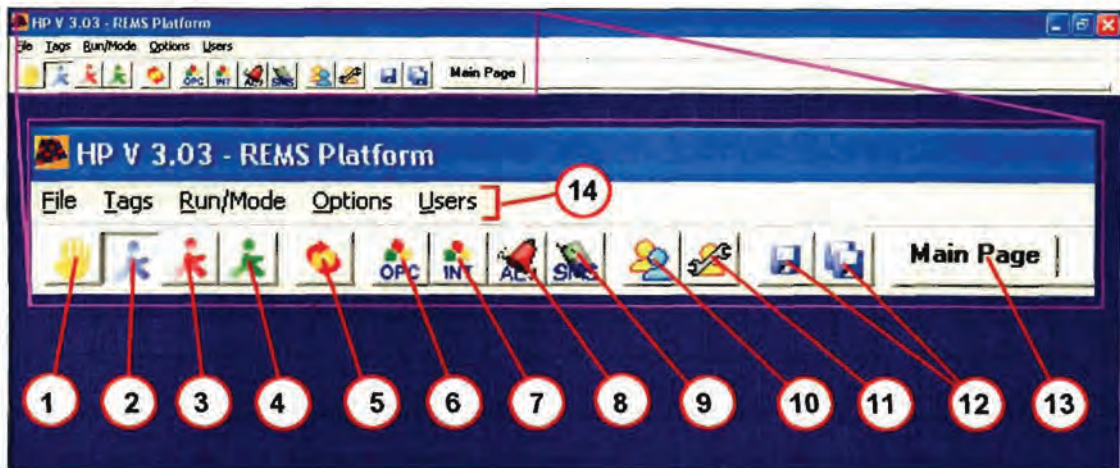 HP V 3.03 - REMS Platform
File Tags Run/Mode Options Users
OPC INT SMS Main Page
HP V 3.03 - REMS Platform
File Tags Run/Mode Options Users
14
OPC INT SMS Main Page
1 2 3 4 5 6 7 8 9 10 11 12 13